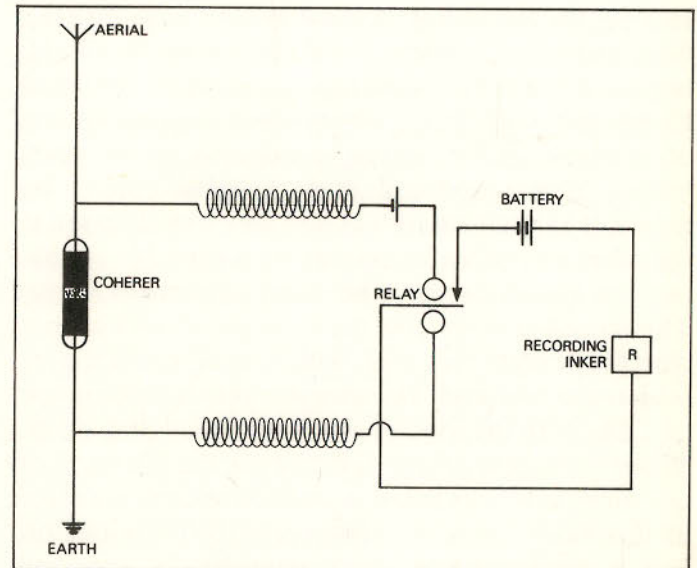 AERIAL
BATTERY
COHERER
RELAY
RECORDING
INKER
R
EARTH